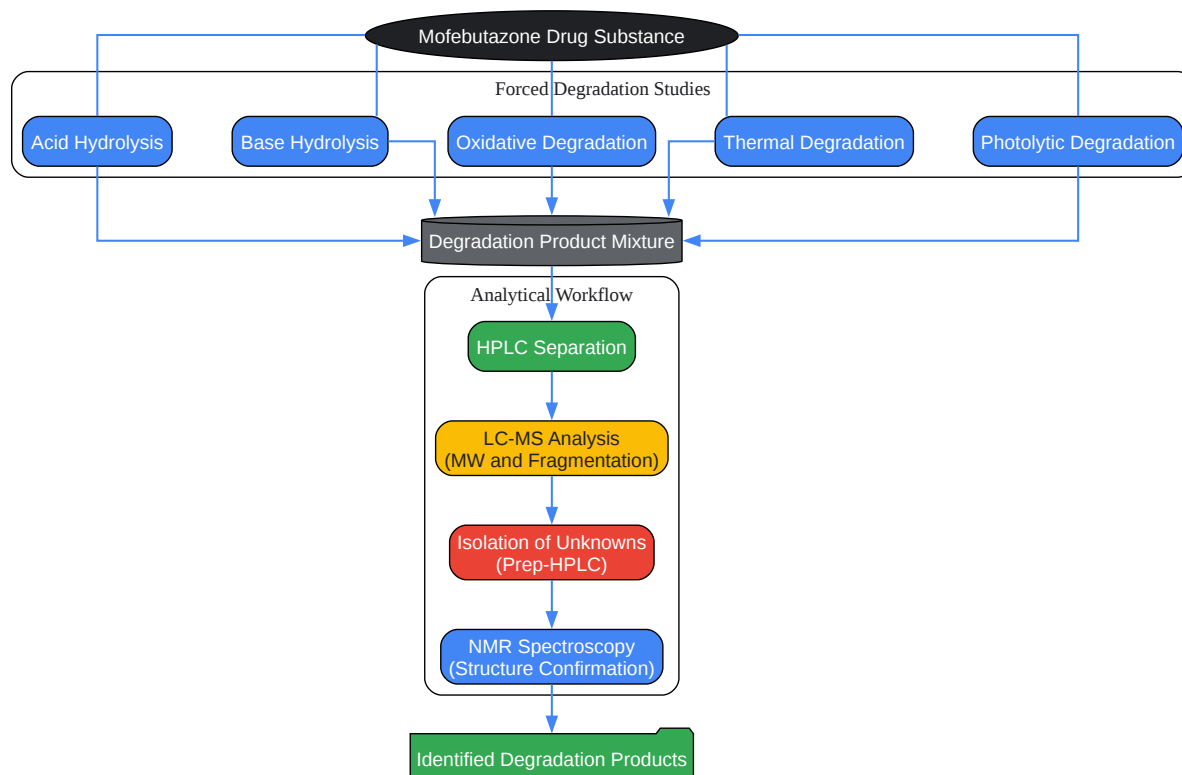 Mofebutazone Drug Substance
Forced Degradation Studies
Acid Hydrolysis
Base Hydrolysis
Oxidative Degradation
Thermal Degradation
Photolytic Degradation
Degradation Product Mixture
Analytical Workflow
HPLC Separation
LC-MS Analysis
(MW and Fragmentation)
Isolation of Unknowns
(Prep-HPLC)
NMR Spectroscopy
(Structure Confirmation)
Identified Degradation Products